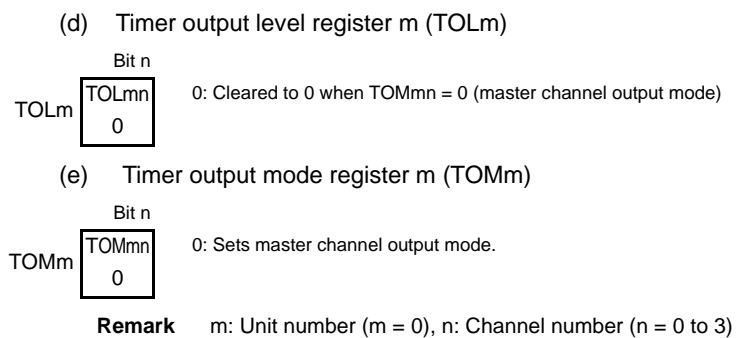 (d) Timer output level register m (TOLm)
Bit n
TOLm TOLmn 0: Cleared to 0 when TOMmn = 0 (master channel output mode)
0
(e) Timer output mode register m (TOMm)
Bit n
TOMm TOMmn 0: Sets master channel output mode.
0
Remark m: Unit number (m = 0), n: Channel number (n = 0 to 3)